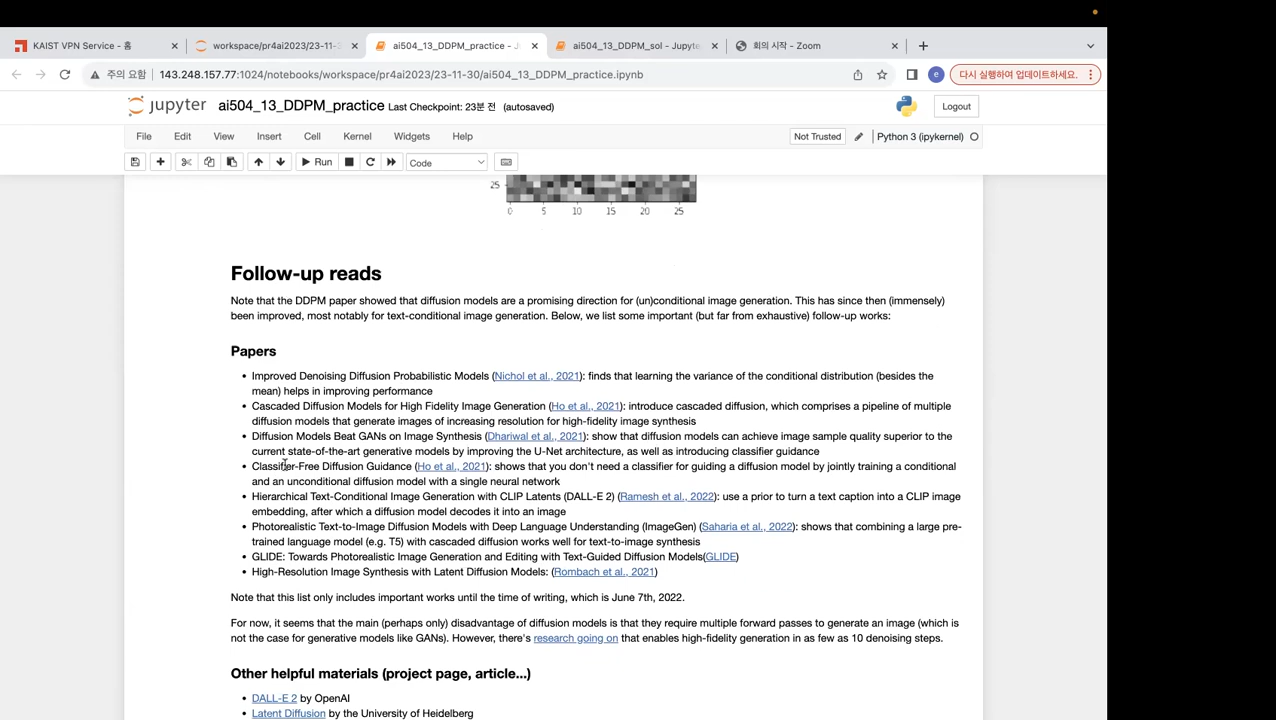 KAIST VPN Service - 홈
workspace/pr4ai2023/23-11-3
ai504_13_DDPM_practice - J
ai504_13_DDPM_sol - Jupyte
회의 시작 - Zoom
주의 요함 143.248.157.77:1024/notebooks/workspace/pr4ai2023/23-11-30/ai504_13_DDPM_practice.ipynb
e
다시 실행하여 업데이트하세요.
jupyter ai504_13_DDPM_practice Last Checkpoint: 23분 전 (autosaved)
Logout
File Edit View Insert Cell Kernel Widgets Help
Not Trusted
Python 3 (ipykernel)
Run
Code
25
0 5 10 15 20 25
Follow-up reads
Note that the DDPM paper showed that diffusion models are a promising direction for (un)conditional image generation. This has since then (immensely)
been improved, most notably for text-conditional image generation. Below, we list some important (but far from exhaustive) follow-up works:
Papers
• Improved Denoising Diffusion Probabilistic Models (Nichol et al., 2021): finds that learning the variance of the conditional distribution (besides the
mean) helps in improving performance
• Cascaded Diffusion Models for High Fidelity Image Generation (Ho et al., 2021): introduce cascaded diffusion, which comprises a pipeline of multiple
diffusion models that generate images of increasing resolution for high-fidelity image synthesis
• Diffusion Models Beat GANs on Image Synthesis (Dhariwal et al., 2021): show that diffusion models can achieve image sample quality superior to the
current state-of-the-art generative models by improving the U-Net architecture, as well as introducing classifier guidance
• Classifier-Free Diffusion Guidance (Ho et al., 2021): shows that you don't need a classifier for guiding a diffusion model by jointly training a conditional
and an unconditional diffusion model with a single neural network
• Hierarchical Text-Conditional Image Generation with CLIP Latents (DALL-E 2) (Ramesh et al., 2022): use a prior to turn a text caption into a CLIP image
embedding, after which a diffusion model decodes it into an image
• Photorealistic Text-to-Image Diffusion Models with Deep Language Understanding (ImageGen) (Saharia et al., 2022): shows that combining a large pre-
trained language model (e.g. T5) with cascaded diffusion works well for text-to-image synthesis
• GLIDE: Towards Photorealistic Image Generation and Editing with Text-Guided Diffusion Models(GLIDE)
• High-Resolution Image Synthesis with Latent Diffusion Models: (Rombach et al., 2021)
Note that this list only includes important works until the time of writing, which is June 7th, 2022.
For now, it seems that the main (perhaps only) disadvantage of diffusion models is that they require multiple forward passes to generate an image (which is
not the case for generative models like GANs). However, there's research going on that enables high-fidelity generation in as few as 10 denoising steps.
Other helpful materials (project page, article...)
• DALL-E 2 by OpenAI
• Latent Diffusion by the University of Heidelberg